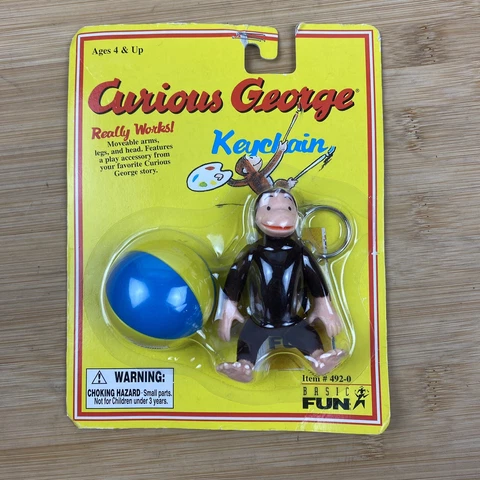 Ages 4 & Up
Curious George®
Really Works!
Moveable arms,
legs, and head. Features
a play accessory from
your favorite Curious
George story.
Keychain
WARNING:
CHOKING HAZARD- Small parts.
Not for Children under 3 years.
Item # 492-0
BASIC
FUN